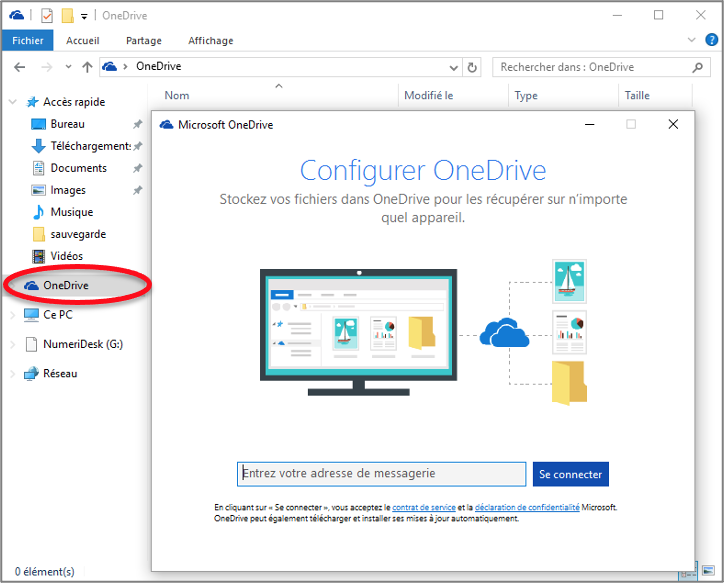 OneDrive
Fichier Accueil Partage Affichage
OneDrive
Rechercher dans : OneDrive
Nom Modifié le Type Taille
Accès rapide
Bureau
Téléchargements
Documents
Images
Musique
sauvegarde
Vidéos
OneDrive
Ce PC
NumeriDesk (G:)
Réseau
Microsoft OneDrive
Configurer OneDrive
Stockez vos fichiers dans OneDrive pour les récupérer sur n'importe
quel appareil.
Entrez votre adresse de messagerie
Se connecter
En cliquant sur « Se connecter », vous acceptez le contrat de service et la déclaration de confidentialité Microsoft.
OneDrive peut également télécharger et installer ses mises à jour automatiquement.
0 élément(s)